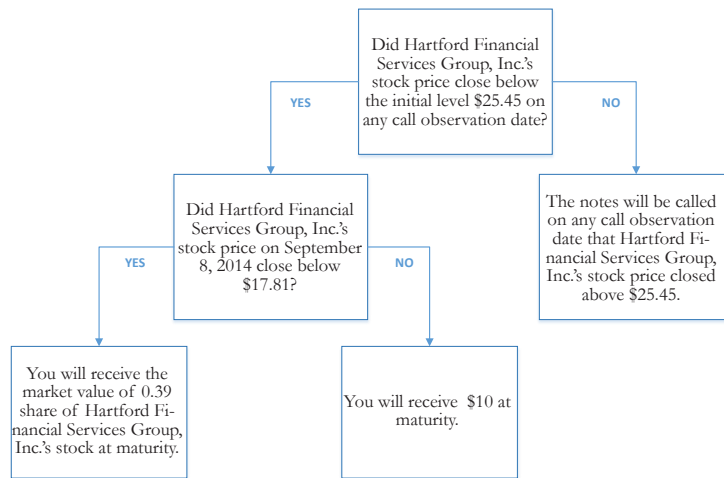 Did Hartford Financial
Services Group, Inc.'s
stock price close below
the initial level $25.45 on
any call observation date?
YES
NO
Did Hartford Financial
Services Group, Inc.'s
stock price on September
8, 2014 close below
$17.81?
The notes will be called
on any call observation
date that Hartford Fi-
nancial Services Group,
Inc.'s stock price closed
above $25.45.
YES
NO
You will receive the
market value of 0.39
share of Hartford Fi-
nancial Services Group,
Inc.'s stock at maturity.
You will receive $10 at
maturity.